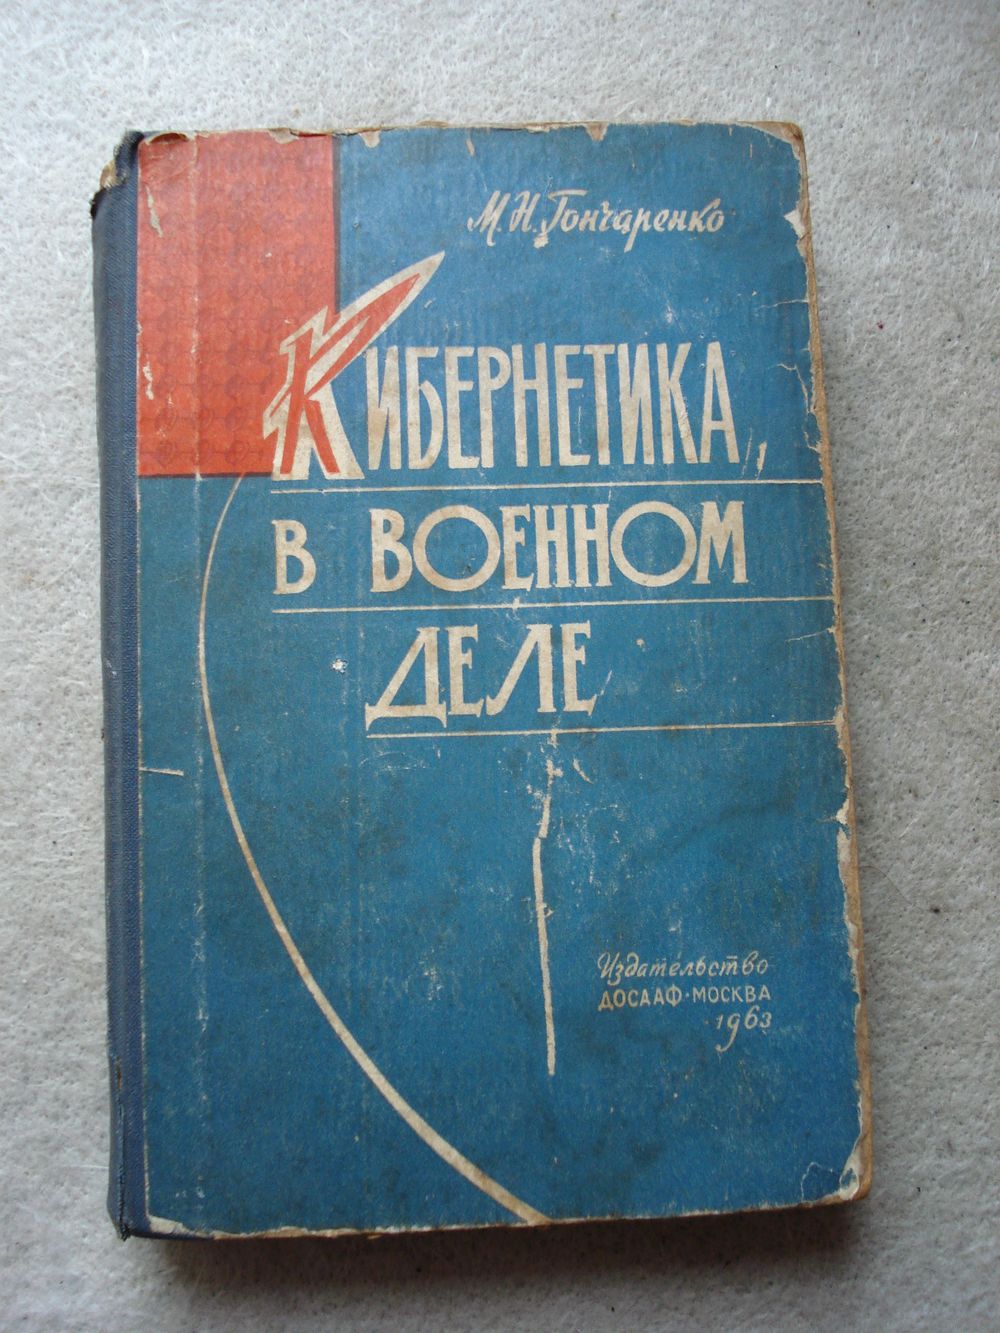 М. Н. Гончаренко
КИБЕРНЕТИКА
В ВОЕННОМ
ДЕЛЕ
Издательство
ДОСААФ • МОСКВА
1963